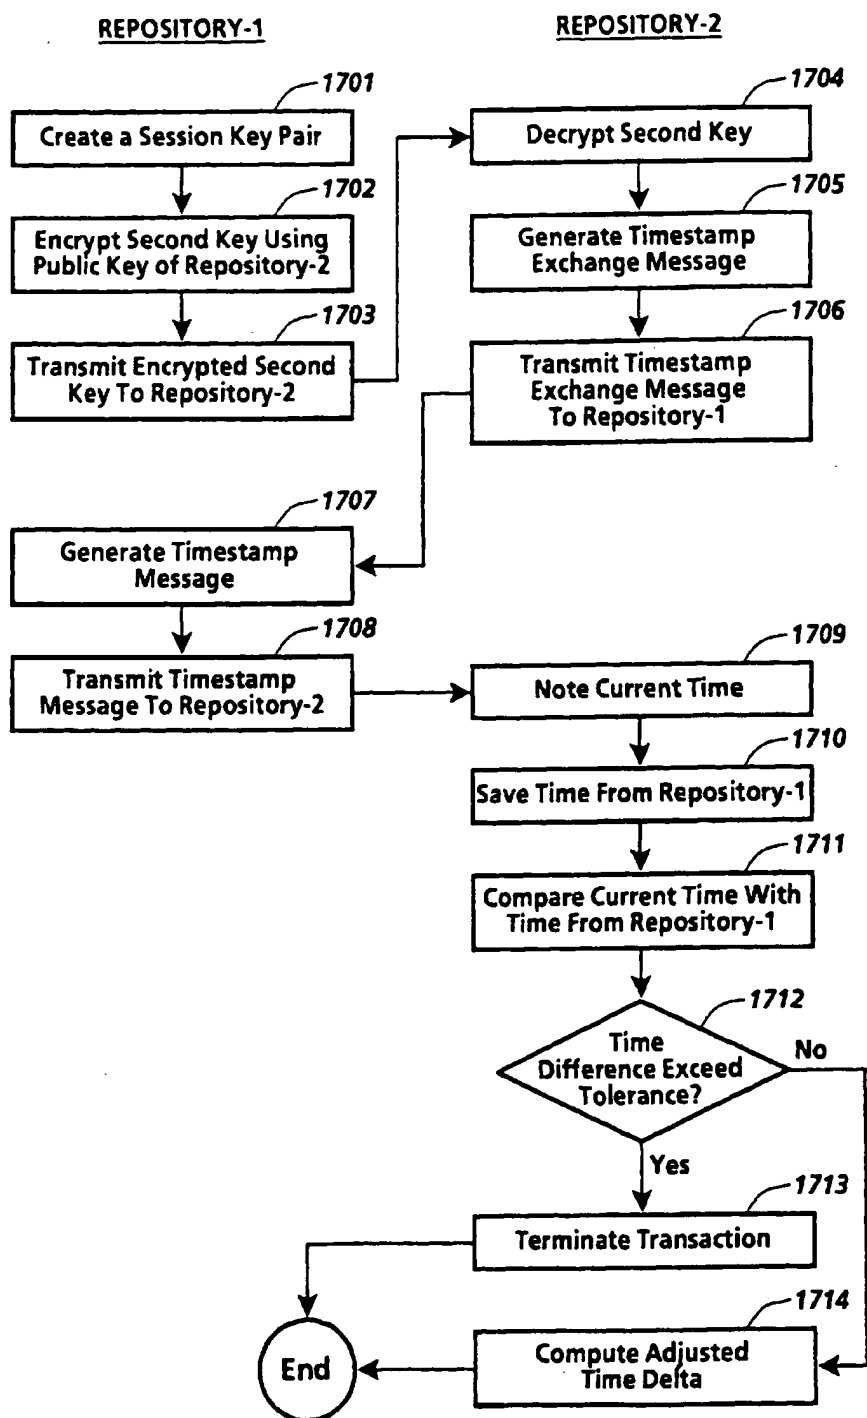 REPOSITORY-1
REPOSITORY-2
1701
Create a Session Key Pair
1702
Encrypt Second Key Using
Public Key of Repository-2
1703
Transmit Encrypted Second
Key To Repository-2
1704
Decrypt Second Key
1705
Generate Timestamp
Exchange Message
1706
Transmit Timestamp
Exchange Message
To Repository-1
1707
Generate Timestamp
Message
1708
Transmit Timestamp
Message To Repository-2
1709
Note Current Time
1710
Save Time From Repository-1
1711
Compare Current Time With
Time From Repository-1
1712
Time
Difference Exceed
Tolerance?
No
Yes
1713
Terminate Transaction
1714
Compute Adjusted
Time Delta
End